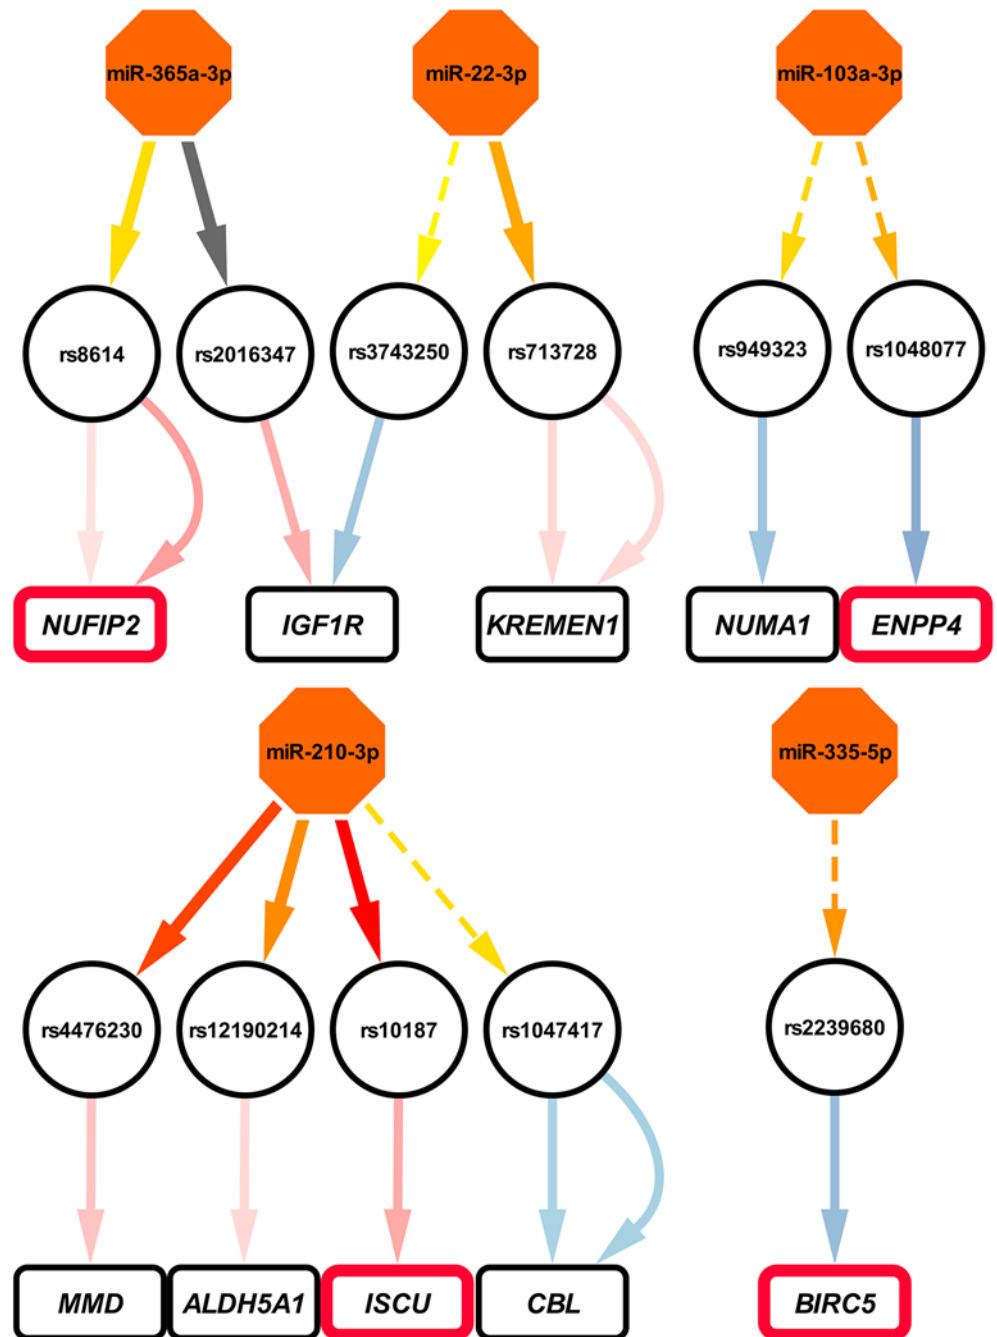 miR-365a-3p
miR-22-3p
miR-103a-3p
rs8614
rs2016347
rs3743250
rs713728
rs949323
rs1048077
NUFIP2
IGF1R
KREMEN1
NUMA1
ENPP4
miR-210-3p
miR-335-5p
rs4476230
rs12190214
rs10187
rs1047417
rs2239680
MMD
ALDH5A1
ISCU
CBL
BIRC5